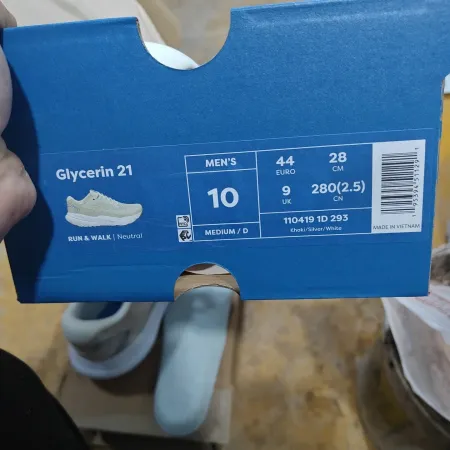 Glycerin 21
RUN & WALK | Neutral
MEN'S
10
MEDIUM / D
44
EURO
28
CM
9
UK
280(2.5)
CN
110419 1D 293
Khaki/Silver/White
MADE IN VIETNAM